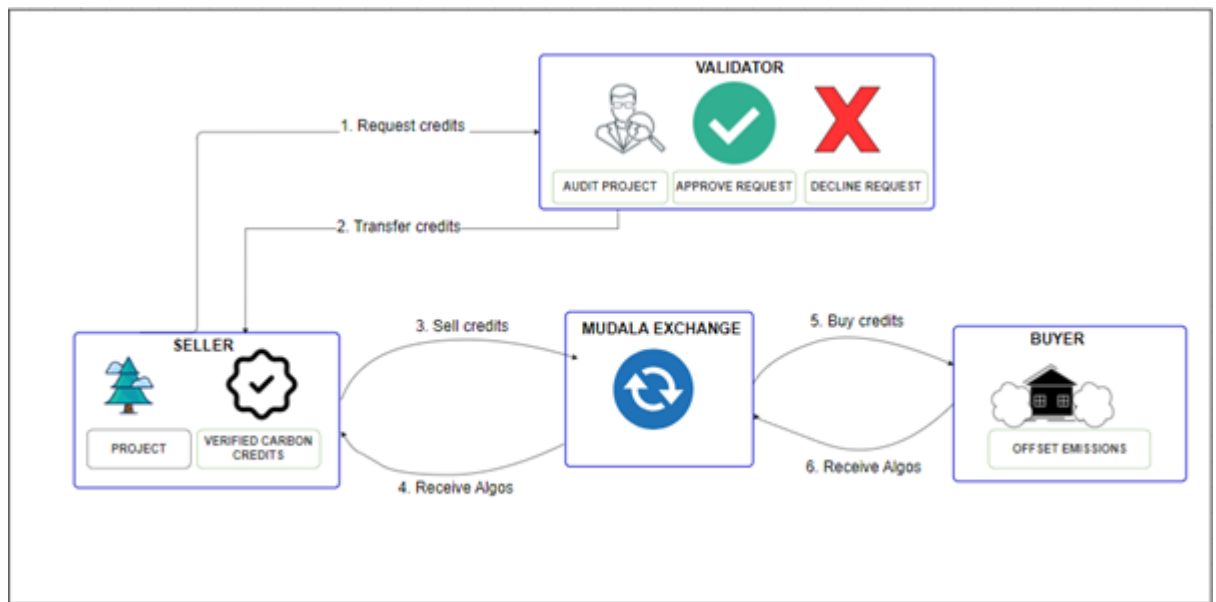 VALIDATOR
1. Request credits
AUDIT PROJECT
APPROVE REQUEST
DECLINE REQUEST
2. Transfer credits
SELLER
PROJECT
VERIFIED CARBON
CREDITS
3. Sell credits
4. Receive Algos
MUDALA EXCHANGE
5. Buy credits
6. Receive Algos
BUYER
OFFSET EMISSIONS